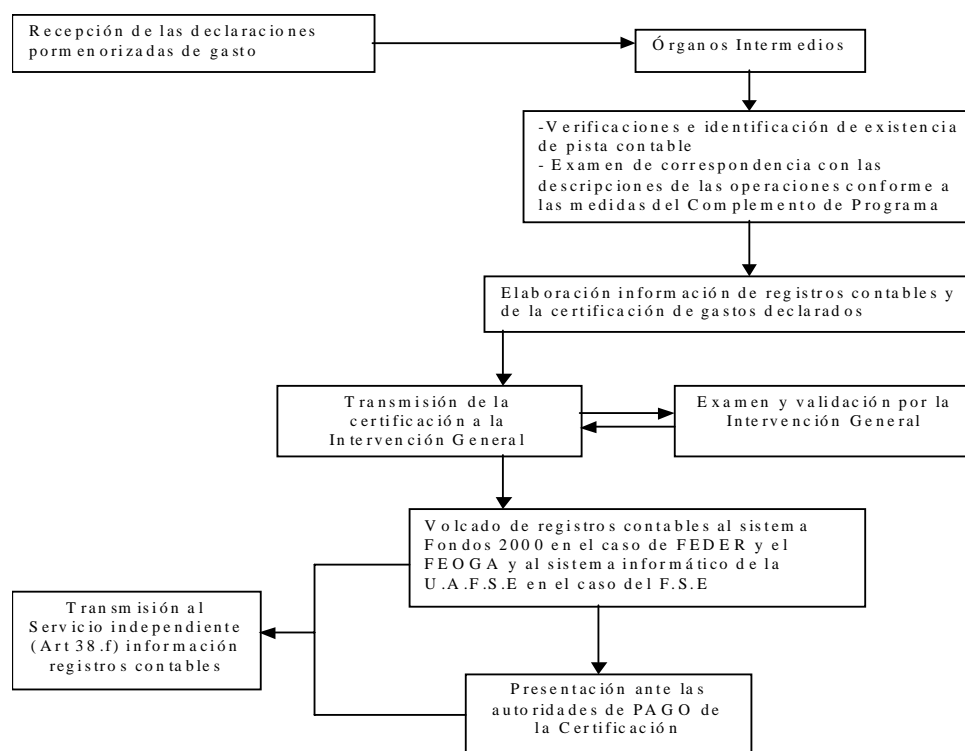 Recepción de las declaraciones
pormenorizadas de gasto
Órganos Intermedios
-Verificaciones e identificación de existencia
de pista contable
- Examen de correspondencia con las
descripciones de las operaciones conforme a
las medidas del Complemento de Programa
Elaboración información de registros contables y
de la certificación de gastos declarados
Transmisión de la
certificación a la
Intervención General
Examen y validación por la
Intervención General
Volcado de registros contables al sistema
Fondos 2000 en el caso de FEDER y el
FEOGA y al sistema informático de la
U.A.F.S.E en el caso del F.S.E
Transmisión al
Servicio independiente
(Art 38.f) información
registros contables
Presentación ante las
autoridades de PAGO de
la Certificación